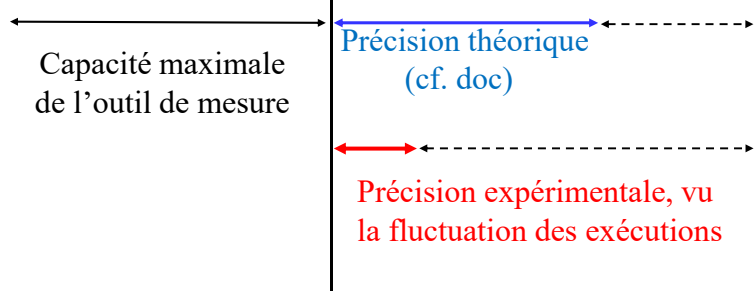 Capacité maximale
de l’outil de mesure
Précision théorique
(cf. doc)
Précision expérimentale, vu
la fluctuation des exécutions